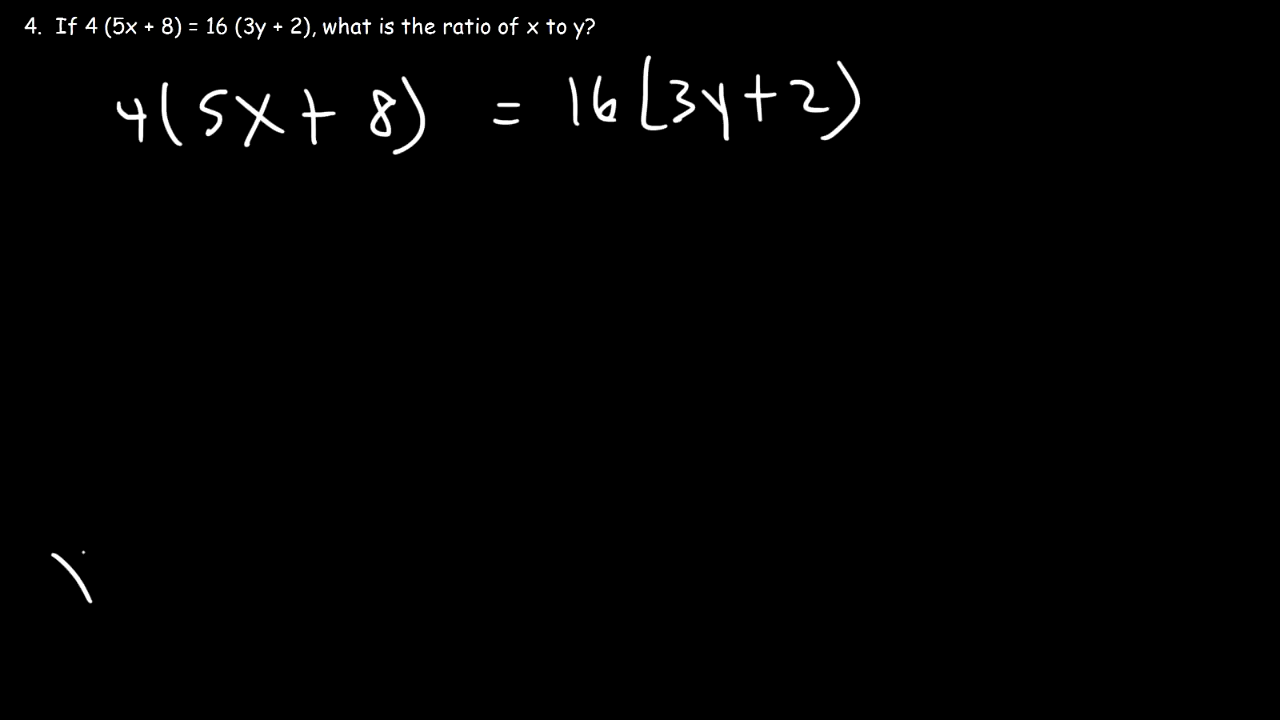 4. If 4 (5x + 8) = 16 (3y + 2), what is the ratio of x to y?
4(5x + 8) = 16(3y + 2)